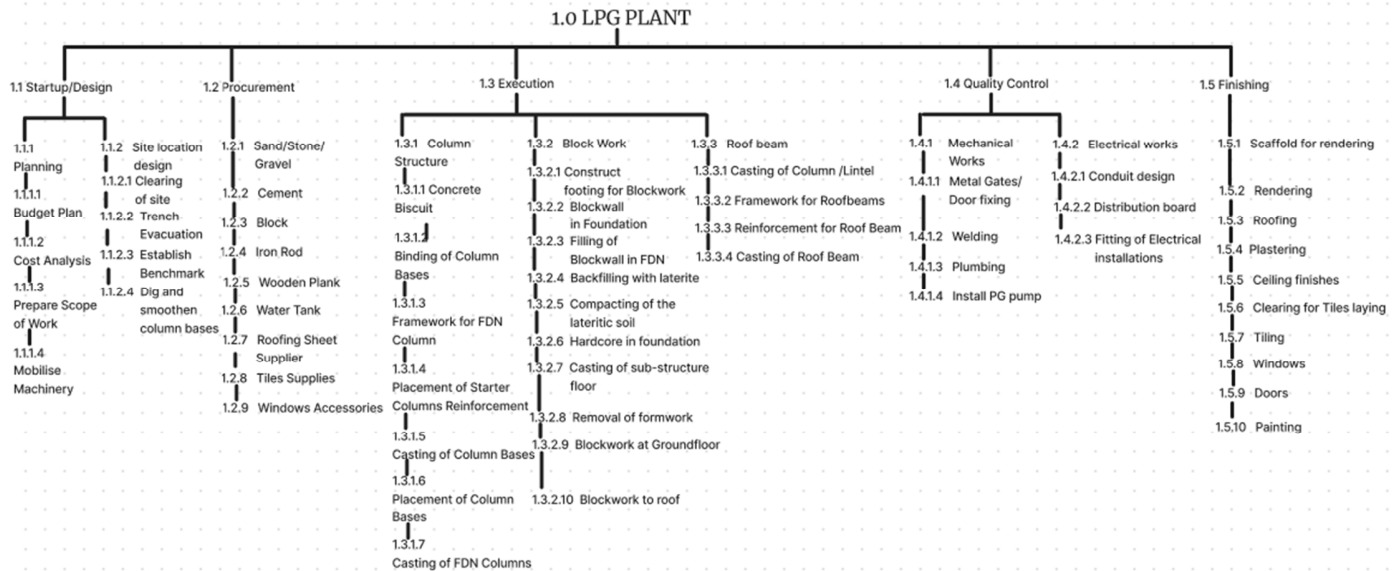 1.0 LPG PLANT
1.1 Startup/Design
1.1.1
Planning
1.1.1.1
Budget Plan
1.1.1.2
Cost Analysis
1.1.1.3
Prepare Scope
of Work
1.1.1.4
Mobilise
Machinery
1.1.2 Site location
design
1.1.2.1 Clearing
of site
1.1.2.2 Trench
Evacuation
1.1.2.3 Establish
Benchmark
1.1.2.4 Dig and
smoothen
column bases
1.2 Procurement
1.2.1 Sand/Stone/
Gravel
1.2.2 Cement
1.2.3 Block
1.2.4 Iron Rod
1.2.5 Wooden Plank
1.2.6 Water Tank
1.2.7 Roofing Sheet
Supplier
1.2.8 Tiles Supplies
1.2.9 Windows Accessories
1.3 Execution
1.3.1 Column
Structure
1.3.1.1 Concrete
Biscuit
1.3.1.2
Binding of Column
Bases
1.3.1.3
Framework for FDN
Column
1.3.1.4
Placement of Starter
Columns Reinforcement
1.3.1.5
Casting of Column Bases
1.3.1.6
Placement of Column
Bases
1.3.1.7
Casting of FDN Columns
1.3.2 Block Work
1.3.2.1 Construct
footing for Blockwork
1.3.2.2 Blockwall
in Foundation
1.3.2.3 Filling of
Blockwall in FDN
1.3.2.4 Backfilling with laterite
1.3.2.5 Compacting of the
lateritic soil
1.3.2.6 Hardcore in foundation
1.3.2.7 Casting of sub-structure
floor
1.3.2.8 Removal of formwork
1.3.2.9 Blockwork at Groundfloor
1.3.2.10 Blockwork to roof
1.3.3 Roof beam
1.3.3.1 Casting of Column /Lintel
1.3.3.2 Framework for Roofbeams
1.3.3.3 Reinforcement for Roof Beam
1.3.3.4 Casting of Roof Beam
1.4 Quality Control
1.4.1 Mechanical
Works
1.4.1.1 Metal Gates/
Door fixing
1.4.1.2 Welding
1.4.1.3 Plumbing
1.4.1.4 Install PG pump
1.4.2 Electrical works
1.4.2.1 Conduit design
1.4.2.2 Distribution board
1.4.2.3 Fitting of Electrical
installations
1.5 Finishing
1.5.1 Scaffold for rendering
1.5.2 Rendering
1.5.3 Roofing
1.5.4 Plastering
1.5.5 Ceiling finishes
1.5.6 Clearing for Tiles laying
1.5.7 Tiling
1.5.8 Windows
1.5.9 Doors
1.5.10 Painting